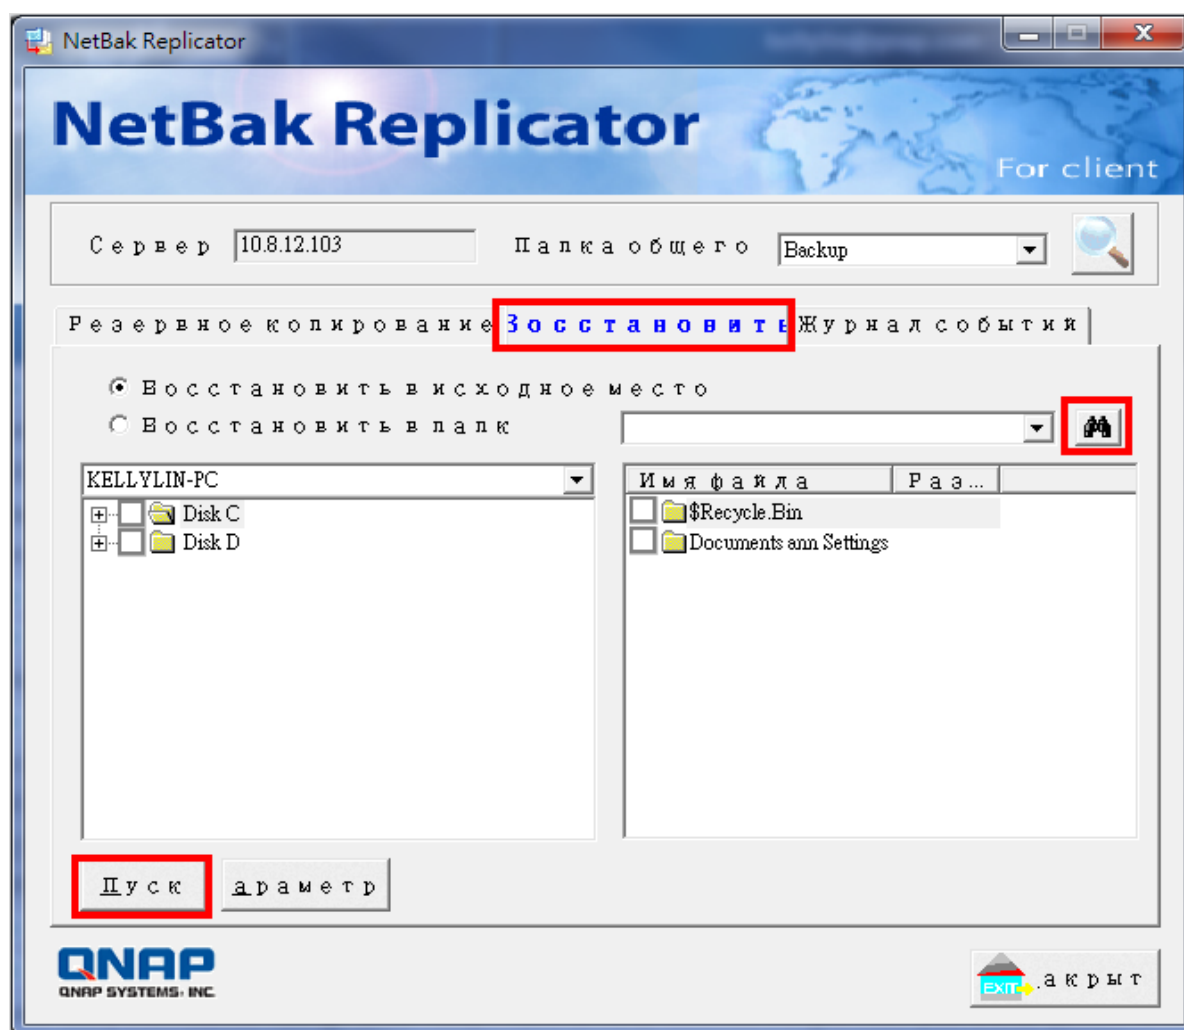 NetBak Replicator
NetBak Replicator
For client
Сервер 10.8.12.103 Папка общего Backup
Резервное копирование Зосстановить Журнал событий
Восстановить в исходное место
Восстановить в папк
KELLYLIN-PC Имя файла Раз...
Disk C $Recycle.Bin
Disk D Documents ann Settings
Пуск араметр
QNAP
QNAP SYSTEMS, INC.
EXIT .акрыт